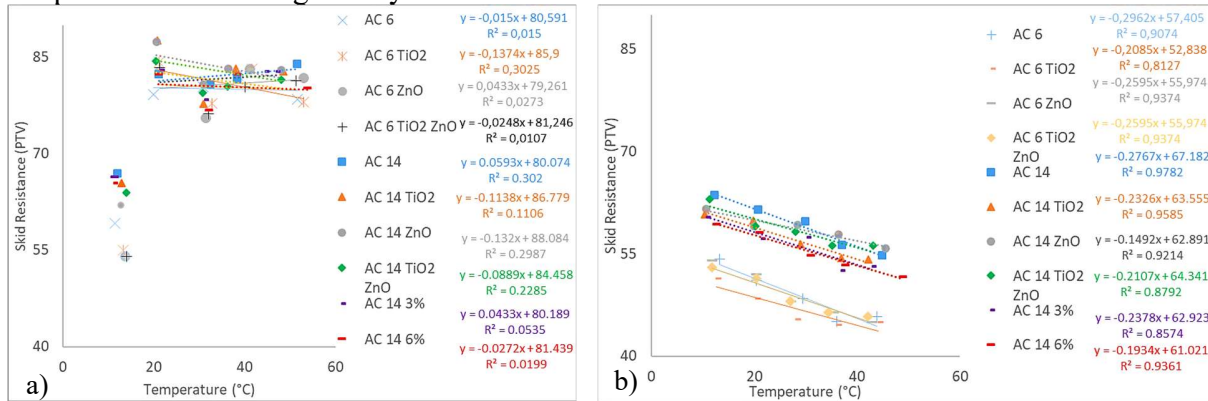 AC 6
AC 6 TiO2
AC 6 ZnO
AC 6 TiO2 ZnO
AC 14
AC 14 TiO2
AC 14 ZnO
AC 14 TiO2
ZnO
AC 14 3%
AC 14 6%
y = -0,015x + 80,591
R² = 0,015
y = -0,1374x + 85,9
R² = 0,3025
y = 0,0433x + 79,261
R² = 0,0273
y = -0,0248x + 81,246
R² = 0,0107
y = 0.0593x + 80.074
R² = 0.302
y = -0.1138x + 86.779
R² = 0.1106
y = -0.132x + 88.084
R² = 0.2987
y = -0.0889x + 84.458
R² = 0.2285
y = 0.0433x + 80.189
R² = 0.0535
y = -0.0272x + 81.439
R² = 0.0199
Skid Resistance (PTV)
85
70
55
40
0
20
40
60
Temperature (°C)
a)
AC 6
AC 6 TiO2
AC 6 ZnO
AC 6 TiO2
ZnO
AC 14
AC 14 TiO2
AC 14 ZnO
AC 14 TiO2
ZnO
AC 14 3%
AC 14 6%
y = -0,2962x + 57,405
R² = 0,9074
y = -0,2085x + 52,838
R² = 0,8127
y = -0,2595x + 55,974
R² = 0,9374
y = -0,2595x + 55,974
R² = 0,9374
y = -0.2767x + 67.182
R² = 0.9782
y = -0.2326x + 63.555
R² = 0.9585
y = -0.1492x + 62.891
R² = 0.9214
y = -0.2107x + 64.341
R² = 0.8792
y = -0.2378x + 62.923
R² = 0.8574
y = -0.1934x + 61.021
R² = 0.9361
Skid Resistance (PTV)
85
70
55
40
0
20
40
60
Temperature (°C)
b)